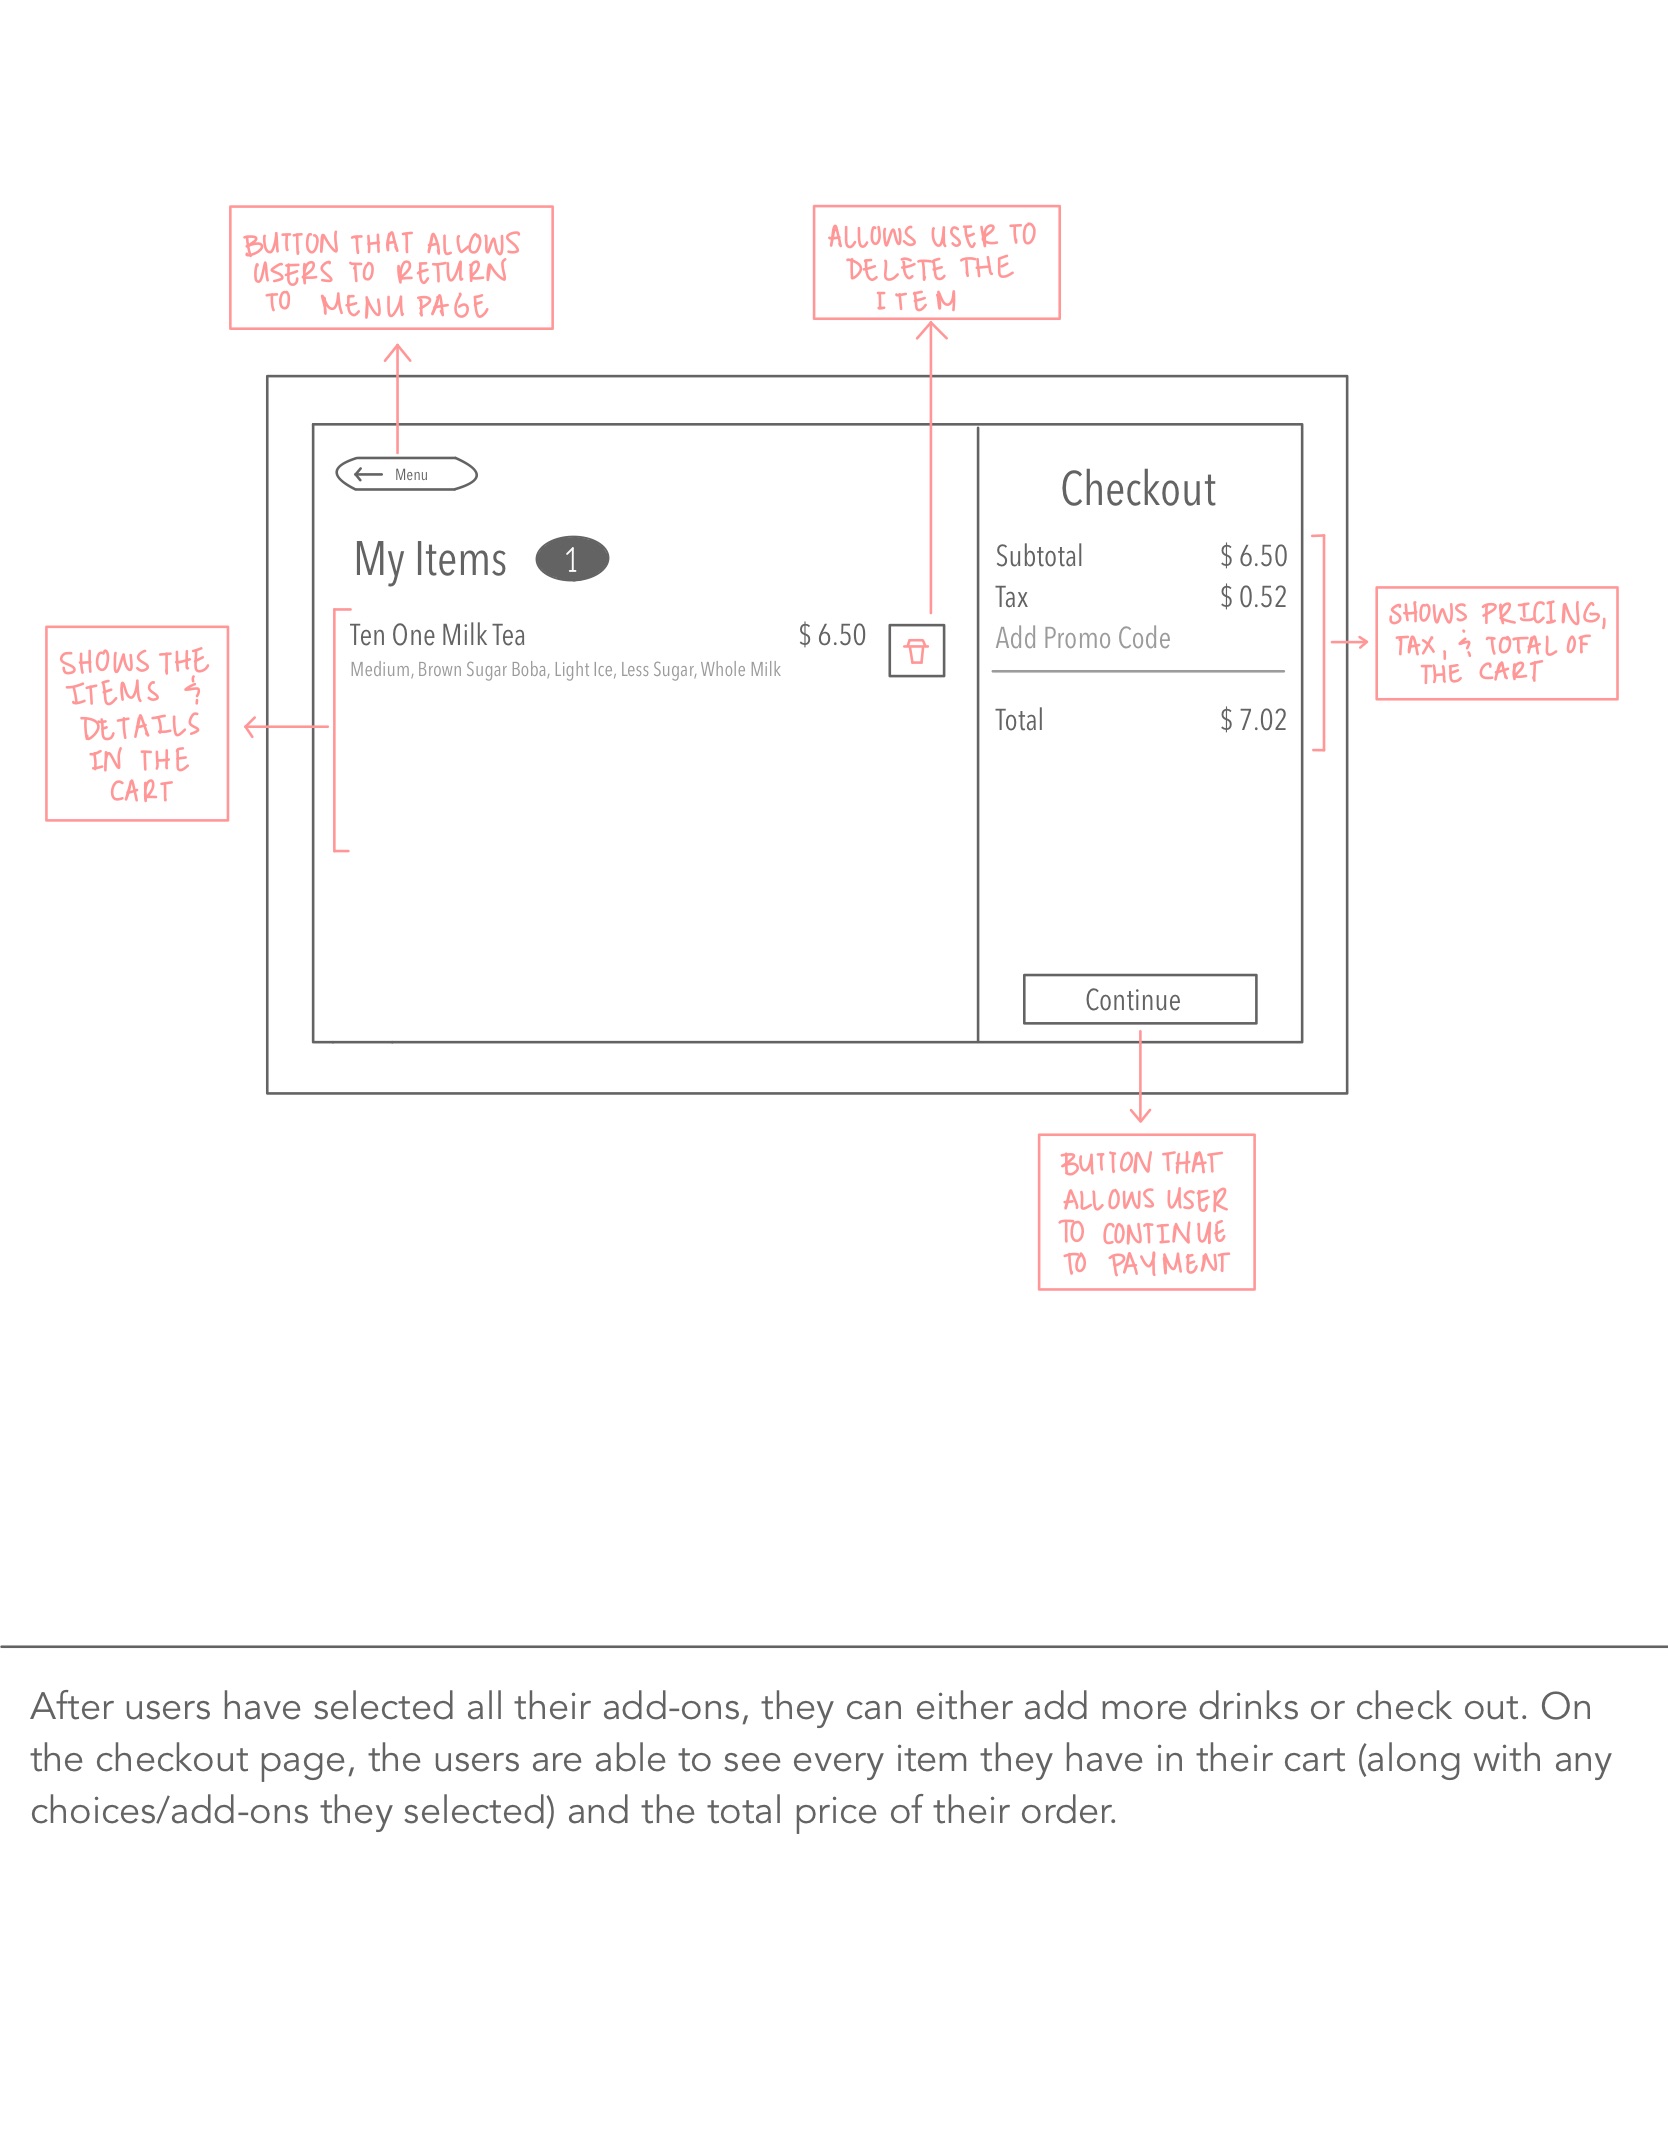 BUTTON THAT ALLOWS
USERS TO RETURN
TO MENU PAGE
ALLOWS USER TO
DELETE THE
ITEM
Menu
My Items 1
Ten One Milk Tea $ 6.50
Medium, Brown Sugar Boba, Light Ice, Less Sugar, Whole Milk
Checkout
Subtotal $ 6.50
Tax $ 0.52
Add Promo Code
Total $ 7.02
Continue
SHOWS THE
ITEMS &
DETAILS
IN THE
CART
SHOWS PRICING,
TAX, & TOTAL OF
THE CART
BUTTON THAT
ALLOWS USER
TO CONTINUE
TO PAYMENT
After users have selected all their add-ons, they can either add more drinks or check out. On
the checkout page, the users are able to see every item they have in their cart (along with any
choices/add-ons they selected) and the total price of their order.